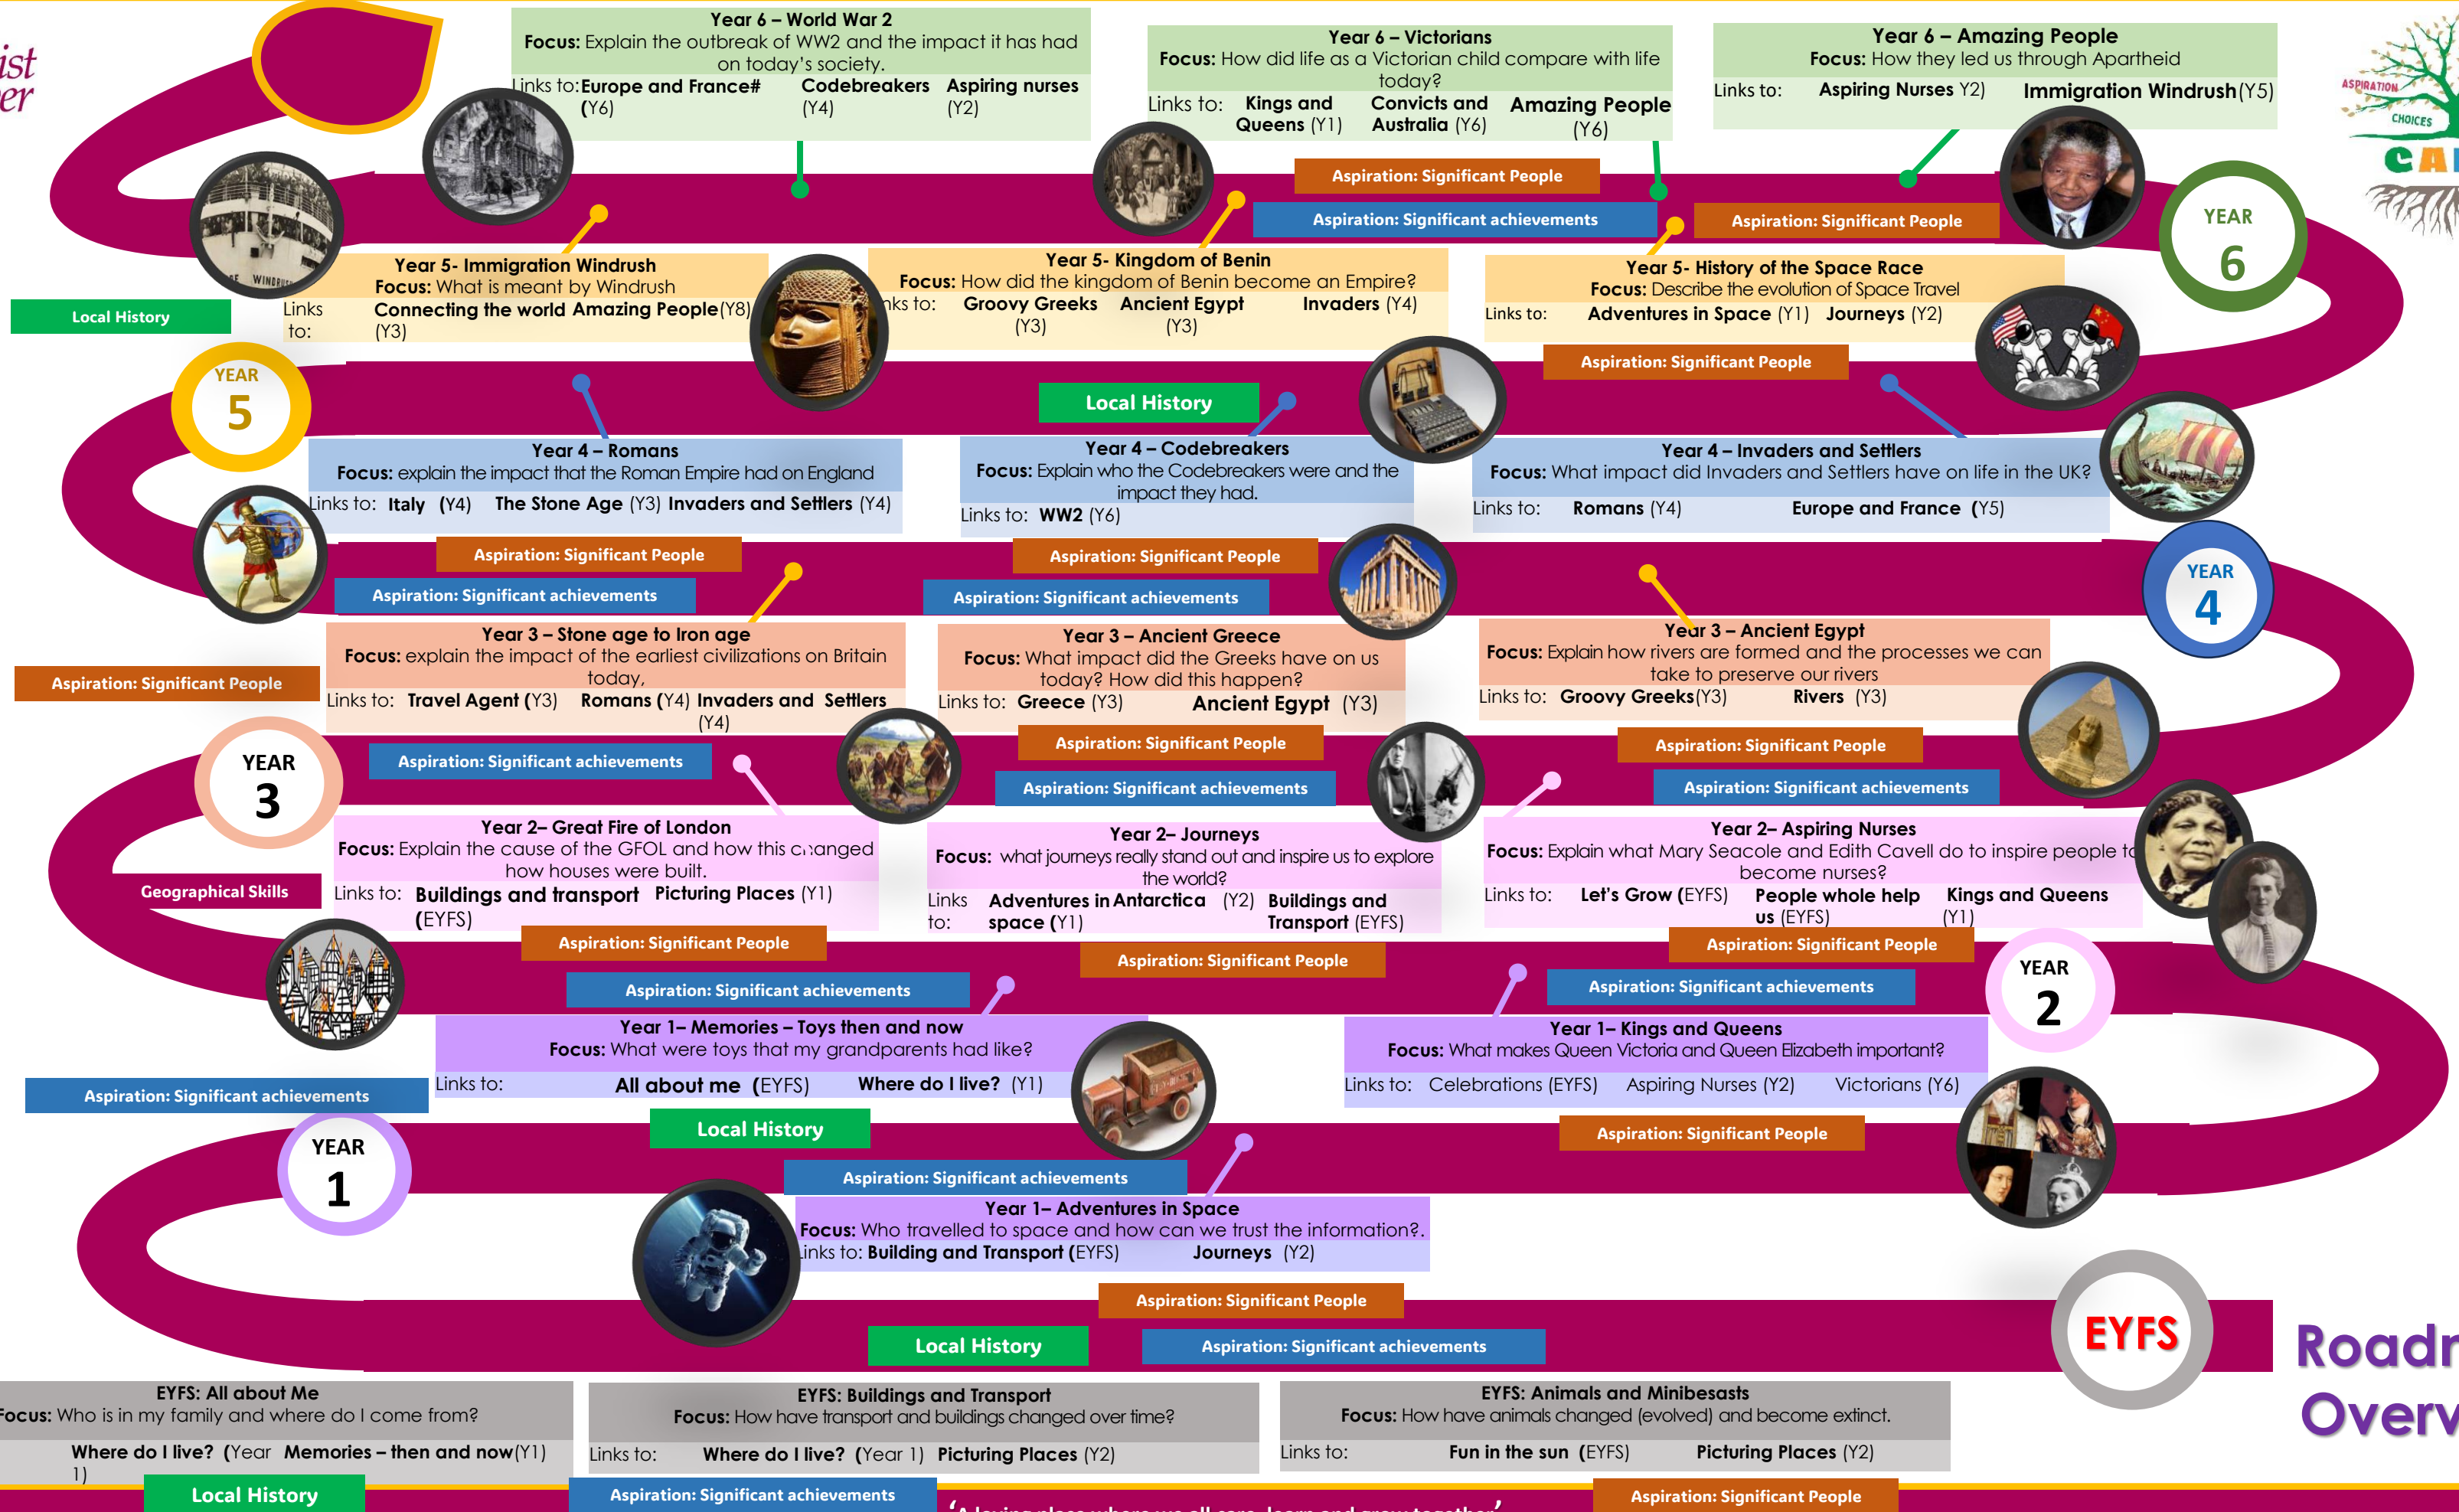 Year 6 – World War 2
Focus: Explain the outbreak of WW2 and the impact it has had
on today's society.
Links to: Europe and France# Codebreakers Aspiring nurses
(Y6) (Y4) (Y2)
Year 6 – Victorians
Focus: How did life as a Victorian child compare with life
today?
Links to: Kings and Convicts and Amazing People
Queens (Y1) Australia (Y6) (Y6)
Year 6 – Amazing People
Focus: How they led us through Apartheid
Links to: Aspiring Nurses Y2) Immigration Windrush(Y5)
ASPIRATION
CHOICES
Aspiration: Significant People
Aspiration: Significant achievements
Aspiration: Significant People
YEAR
6
WINDRUSH
Year 5- Immigration Windrush
Focus: What is meant by Windrush
Links Connecting the world Amazing People(Y8)
to: (Y3)
Local History
Year 5- Kingdom of Benin
Focus: How did the kingdom of Benin become an Empire?
nks to: Groovy Greeks Ancient Egypt Invaders (Y4)
(Y3) (Y3)
Year 5- History of the Space Race
Focus: Describe the evolution of Space Travel
Links to: Adventures in Space (Y1) Journeys (Y2)
Aspiration: Significant People
YEAR
5
Local History
Year 4 – Romans
Focus: explain the impact that the Roman Empire had on England
Links to: Italy (Y4) The Stone Age (Y3) Invaders and Settlers (Y4)
Year 4 – Codebreakers
Focus: Explain who the Codebreakers were and the
impact they had.
Links to: WW2 (Y6)
Year 4 – Invaders and Settlers
Focus: What impact did Invaders and Settlers have on life in the UK?
Links to: Romans (Y4) Europe and France (Y5)
Aspiration: Significant People
Aspiration: Significant achievements
Aspiration: Significant People
Aspiration: Significant achievements
YEAR
4
Year 3 – Stone age to Iron age
Focus: explain the impact of the earliest civilizations on Britain
today,
Links to: Travel Agent (Y3) Romans (Y4) Invaders and Settlers
(Y4)
Aspiration: Significant People
Year 3 – Ancient Greece
Focus: What impact did the Greeks have on us
today? How did this happen?
Links to: Greece (Y3) Ancient Egypt (Y3)
Year 3 – Ancient Egypt
Focus: Explain how rivers are formed and the processes we can
take to preserve our rivers
Links to: Groovy Greeks(Y3) Rivers (Y3)
YEAR
3
Aspiration: Significant achievements
Aspiration: Significant People
Aspiration: Significant achievements
Aspiration: Significant People
Aspiration: Significant achievements
Year 2– Great Fire of London
Focus: Explain the cause of the GFOL and how this changed
how houses were built.
Links to: Buildings and transport Picturing Places (Y1)
(EYFS)
Geographical Skills
Year 2– Journeys
Focus: what journeys really stand out and inspire us to explore
the world?
Links Adventures in Antarctica (Y2) Buildings and
to: space (Y1) Transport (EYFS)
Year 2– Aspiring Nurses
Focus: Explain what Mary Seacole and Edith Cavell do to inspire people to
become nurses?
Links to: Let's Grow (EYFS) People whole help Kings and Queens
us (EYFS) (Y1)
Aspiration: Significant People
Aspiration: Significant achievements
Aspiration: Significant People
Aspiration: Significant People
Aspiration: Significant achievements
YEAR
2
Year 1– Memories – Toys then and now
Focus: What were toys that my grandparents had like?
Links to: All about me (EYFS) Where do I live? (Y1)
Year 1– Kings and Queens
Focus: What makes Queen Victoria and Queen Elizabeth important?
Links to: Celebrations (EYFS) Aspiring Nurses (Y2) Victorians (Y6)
Aspiration: Significant achievements
YEAR
1
Local History
Aspiration: Significant achievements
Aspiration: Significant People
Year 1– Adventures in Space
Focus: Who travelled to space and how can we trust the information?.
Links to: Building and Transport (EYFS) Journeys (Y2)
Aspiration: Significant People
Local History
Aspiration: Significant achievements
EYFS
EYFS: All about Me
Focus: Who is in my family and where do I come from?
Where do I live? (Year Memories – then and now(Y1)
1)
EYFS: Buildings and Transport
Focus: How have transport and buildings changed over time?
Links to: Where do I live? (Year 1) Picturing Places (Y2)
EYFS: Animals and Minibesasts
Focus: How have animals changed (evolved) and become extinct.
Links to: Fun in the sun (EYFS) Picturing Places (Y2)
Local History
Aspiration: Significant achievements
'A loving place where we all care, learn and grow together'
Aspiration: Significant People